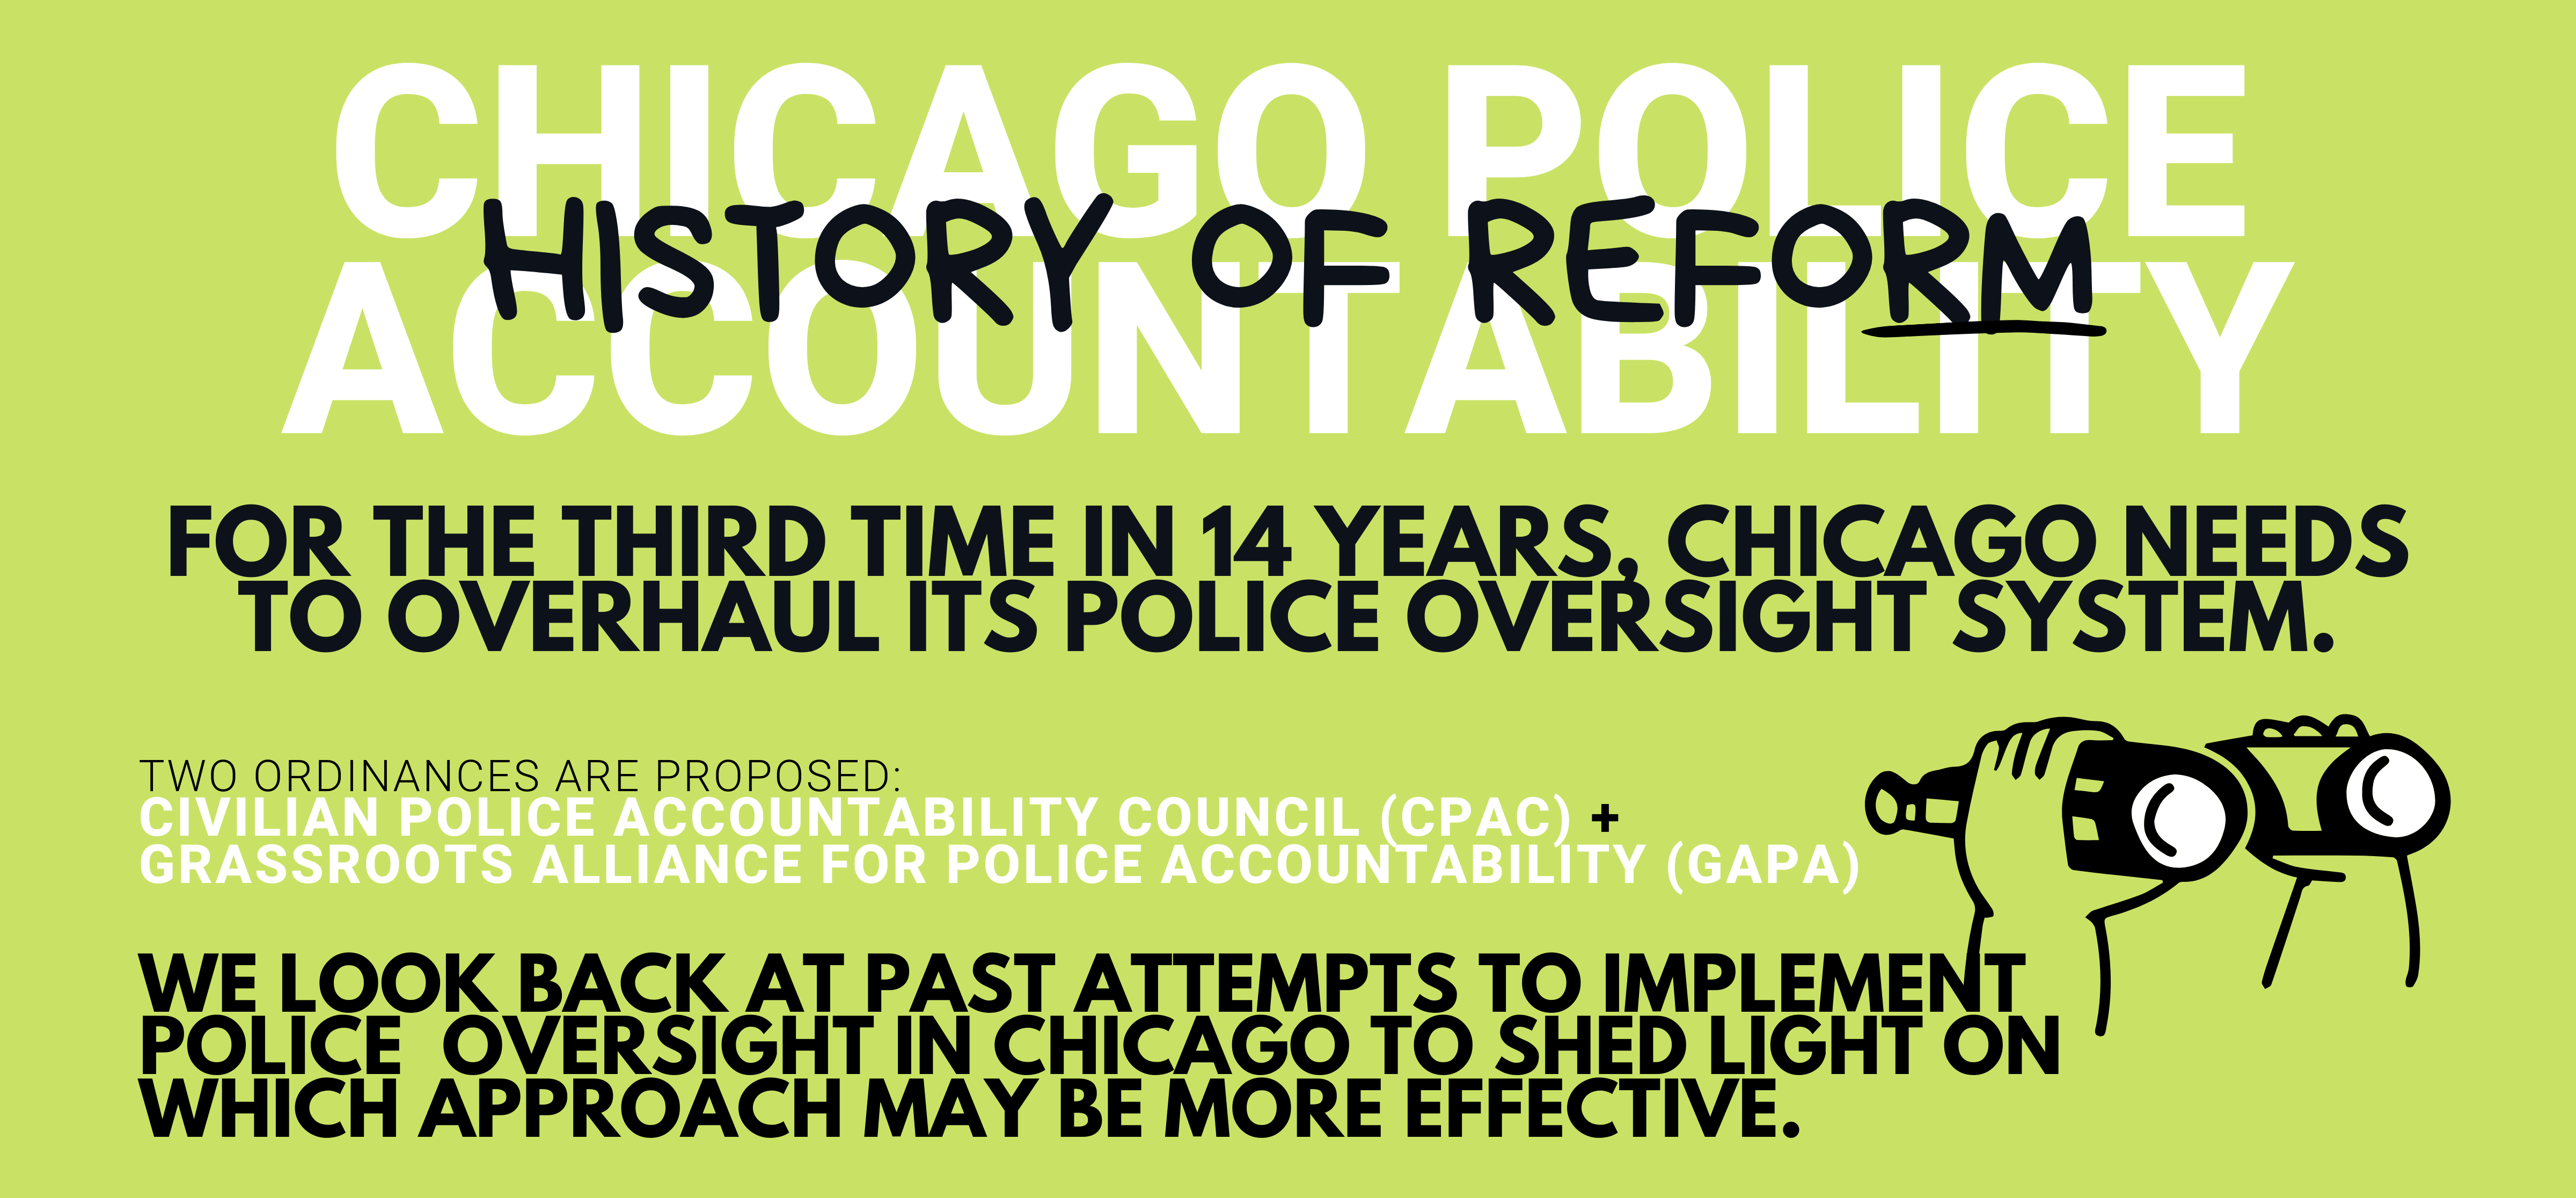 CHICAGO POLICE
HISTORY OF REFORM
ACCOUNTABILITY
FOR THE THIRD TIME IN 14 YEARS, CHICAGO NEEDS
TO OVERHAUL ITS POLICE OVERSIGHT SYSTEM.
TWO ORDINANCES ARE PROPOSED:
CIVILIAN POLICE ACCOUNTABILITY COUNCIL (CPAC) +
GRASSROOTS ALLIANCE FOR POLICE ACCOUNTABILITY (GAPA)
WE LOOK BACK AT PAST ATTEMPTS TO IMPLEMENT
POLICE  OVERSIGHT IN CHICAGO TO SHED LIGHT ON
WHICH APPROACH MAY BE MORE EFFECTIVE.